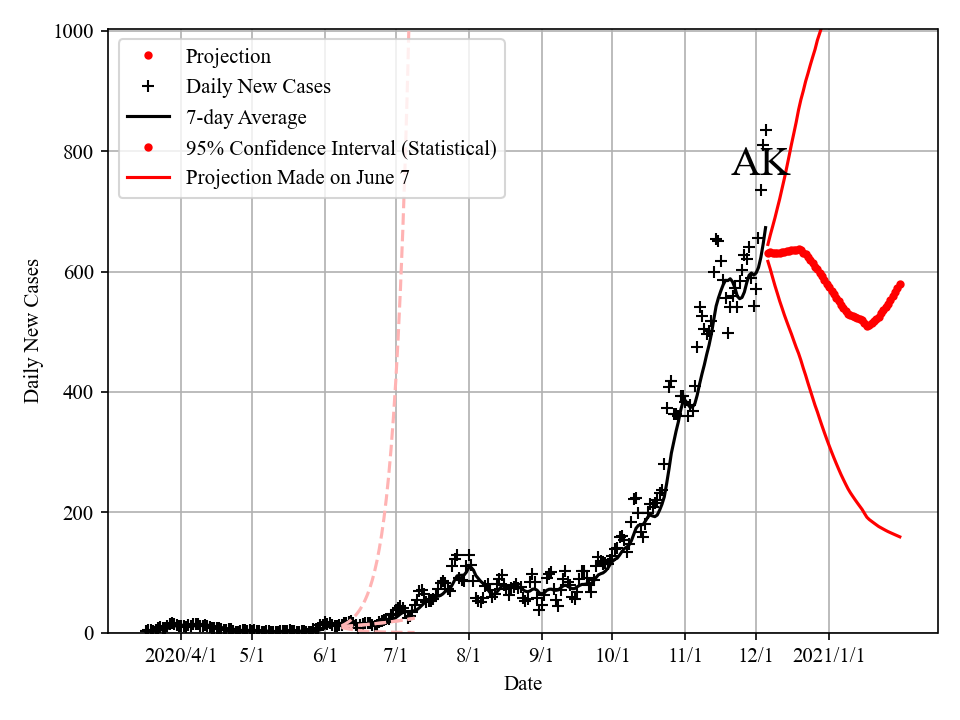 1000
800
600
400
200
0
Daily New Cases
Projection
Daily New Cases
7-day Average
95% Confidence Interval (Statistical)
Projection Made on June 7
AK
2020/4/1 5/1 6/1 7/1 8/1 9/1 10/1 11/1 12/1 2021/1/1
Date